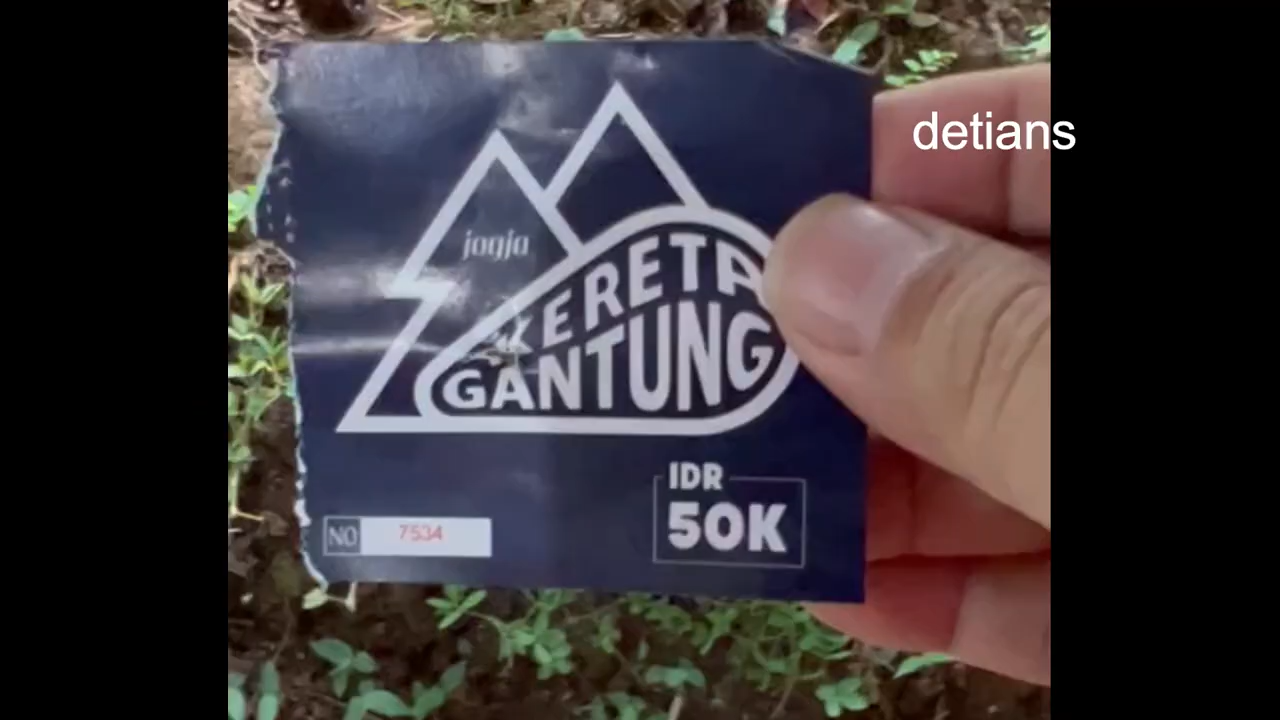 detians
jogja
KERETA
GANTUNG
IDR
50K
NO 7534